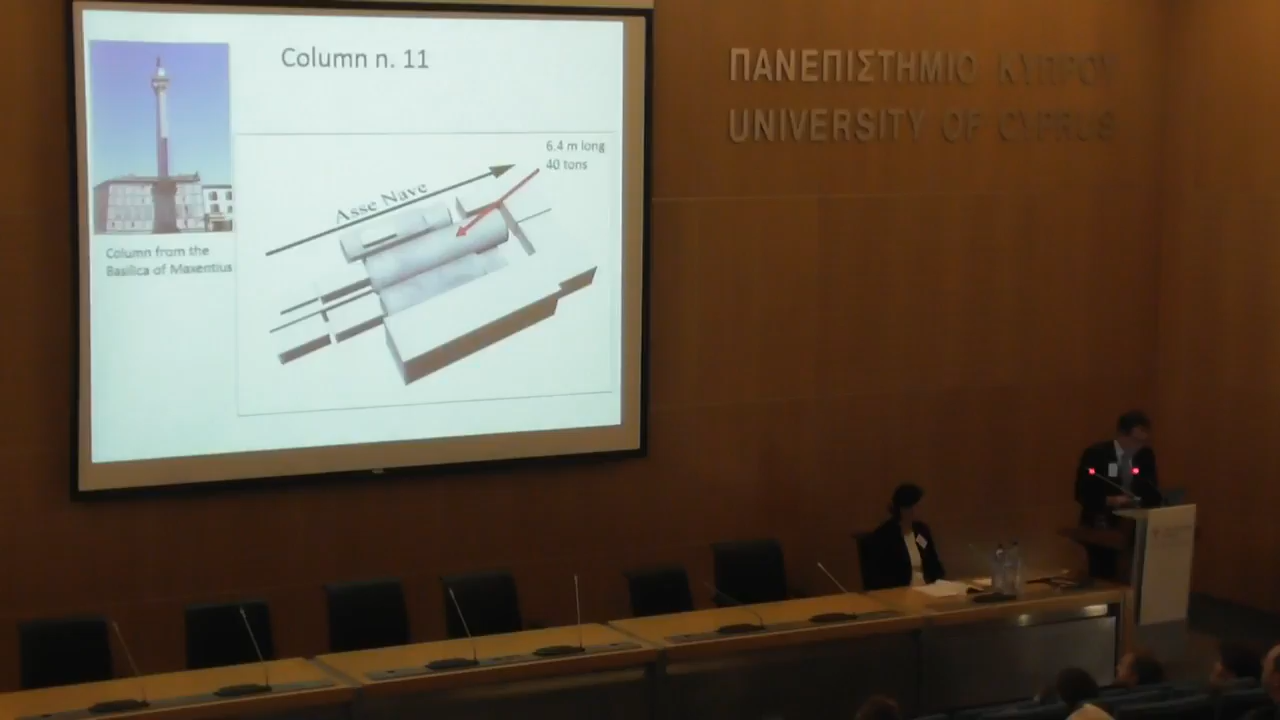 Column n. 11
6.4 m long
40 tons
Asse Nave
Column from the
Basilica of Maxentius
ΠΑΝΕΠΙΣΤΗΜΙΟ ΚΥΠΡΟΥ
UNIVERSITY OF CYPRUS